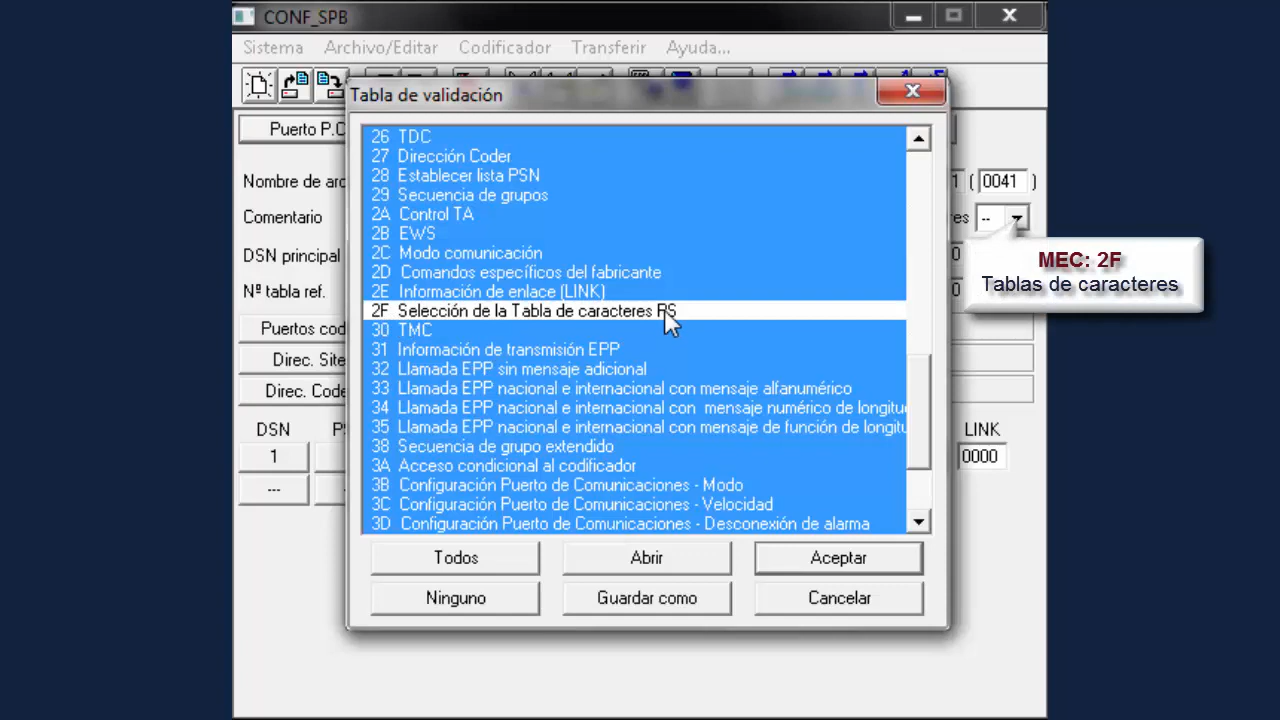 CONF_SPB
Sistema Archivo/Editar Codificador Transferir Ayuda...
Tabla de validación
Puerto P.C
Nombre de arc
1 ( 0041 )
Comentario
res --
DSN principal
0
Nº tabla ref.
0
Puertos cod
Direc. Site
Direc. Code
DSN P
LINK
1
0000
---
26 TDC
27 Dirección Coder
28 Establecer lista PSN
29 Secuencia de grupos
2A Control TA
2B EWS
2C Modo comunicación
2D Comandos específicos del fabricante
2E Información de enlace (LINK)
2F Selección de la Tabla de caracteres PS
30 TMC
31 Información de transmisión EPP
32 Llamada EPP sin mensaje adicional
33 Llamada EPP nacional e internacional con mensaje alfanumérico
34 Llamada EPP nacional e internacional con mensaje numérico de longitu
35 Llamada EPP nacional e internacional con mensaje de función de longitu
38 Secuencia de grupo extendido
3A Acceso condicional al codificador
3B Configuración Puerto de Comunicaciones - Modo
3C Configuración Puerto de Comunicaciones - Velocidad
3D Configuración Puerto de Comunicaciones - Desconexión de alarma
Todos Abrir Aceptar
Ninguno Guardar como Cancelar
MEC: 2F
Tablas de caracteres